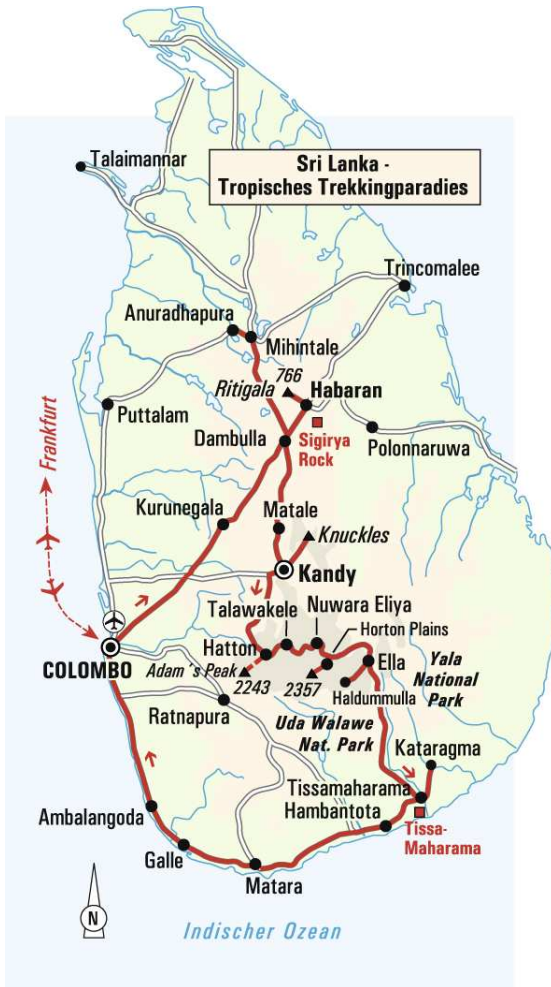 Talaimannar
Sri Lanka -
Tropisches Trekkingparadies
Trincomalee
Anuradhapura
Mihintale
Ritigala 766
Habaran
Puttalam
Frankfurt
Dambulla
Sigirya
Rock
Polonnaruwa
Kurunegala
Matale
Knuckles
Kandy
Talawakele
Nuwara Eliya
Horton Plains
Hatton
COLOMBO
Adam´s Peak
2243
2357
Ella
Haldummulla
Yala
National
Park
Ratnapura
Uda Walawe
Nat. Park
Kataragma
Tissamaharama
Hambantota
Ambalangoda
Tissa-
Maharama
Galle
Matara
N
Indischer Ozean